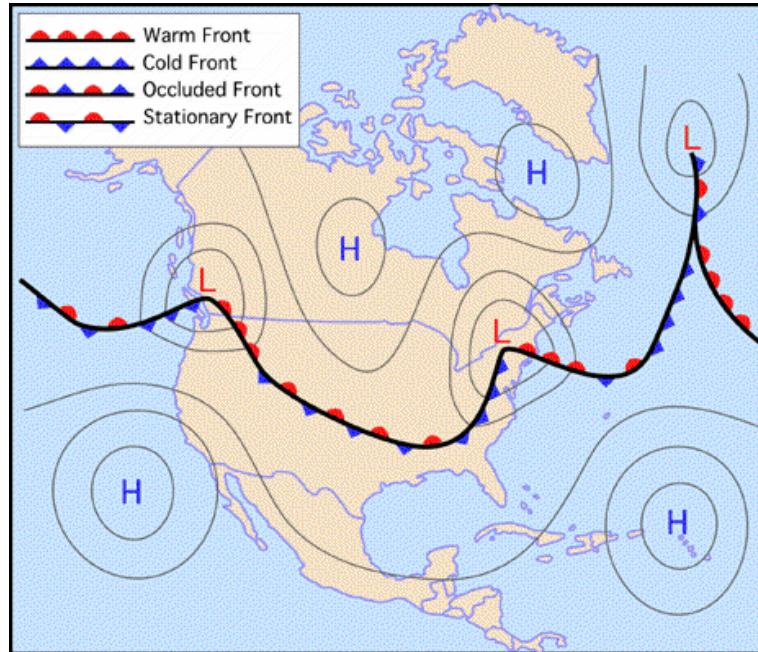 Warm Front
Cold Front
Occluded Front
Stationary Front
H
L
H
L
L
H
H